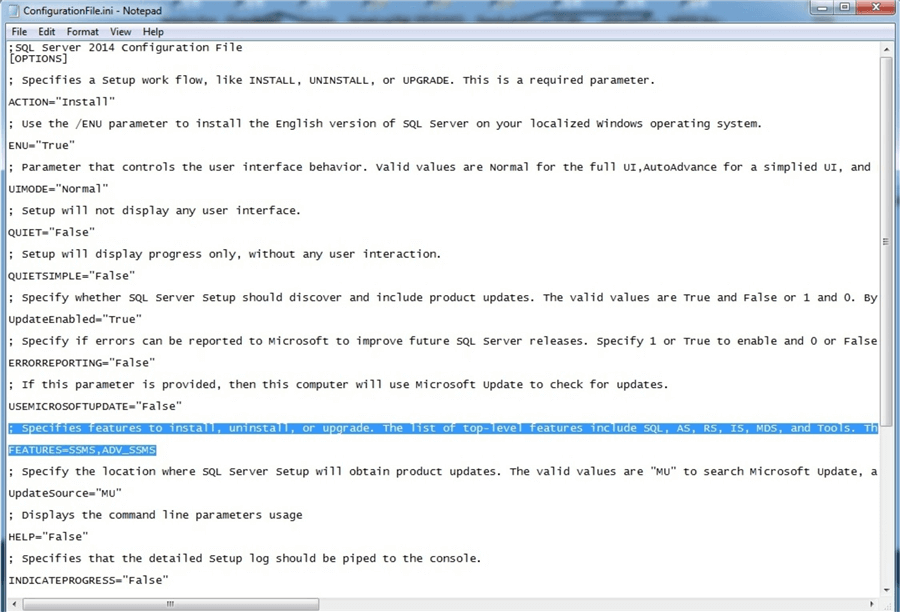 ConfigurationFile.ini - Notepad
File Edit Format View Help
;SQL Server 2014 Configuration File
[OPTIONS]
; Specifies a Setup work flow, like INSTALL, UNINSTALL, or UPGRADE. This is a required parameter.
ACTION="Install"
; Use the /ENU parameter to install the English version of SQL Server on your localized Windows operating system.
ENU="True"
; Parameter that controls the user interface behavior. Valid values are Normal for the full UI,AutoAdvance for a simplied UI, and
UIMODE="Normal"
; Setup will not display any user interface.
QUIET="False"
; Setup will display progress only, without any user interaction.
QUIETSIMPLE="False"
; Specify whether SQL Server Setup should discover and include product updates. The valid values are True and False or 1 and 0. By
UpdateEnabled="True"
; Specify if errors can be reported to Microsoft to improve future SQL Server releases. Specify 1 or True to enable and 0 or False
ERRORREPORTING="False"
; If this parameter is provided, then this computer will use Microsoft Update to check for updates.
USEMICROSOFTUPDATE="False"
; Specifies features to install, uninstall, or upgrade. The list of top-level features include SQL, AS, RS, IS, MDS, and Tools. Th
FEATURES=SSMS,ADV_SSMS
; Specify the location where SQL Server Setup will obtain product updates. The valid values are "MU" to search Microsoft Update, a
UpdateSource="MU"
; Displays the command line parameters usage
HELP="False"
; Specifies that the detailed Setup log should be piped to the console.
INDICATEPROGRESS="False"